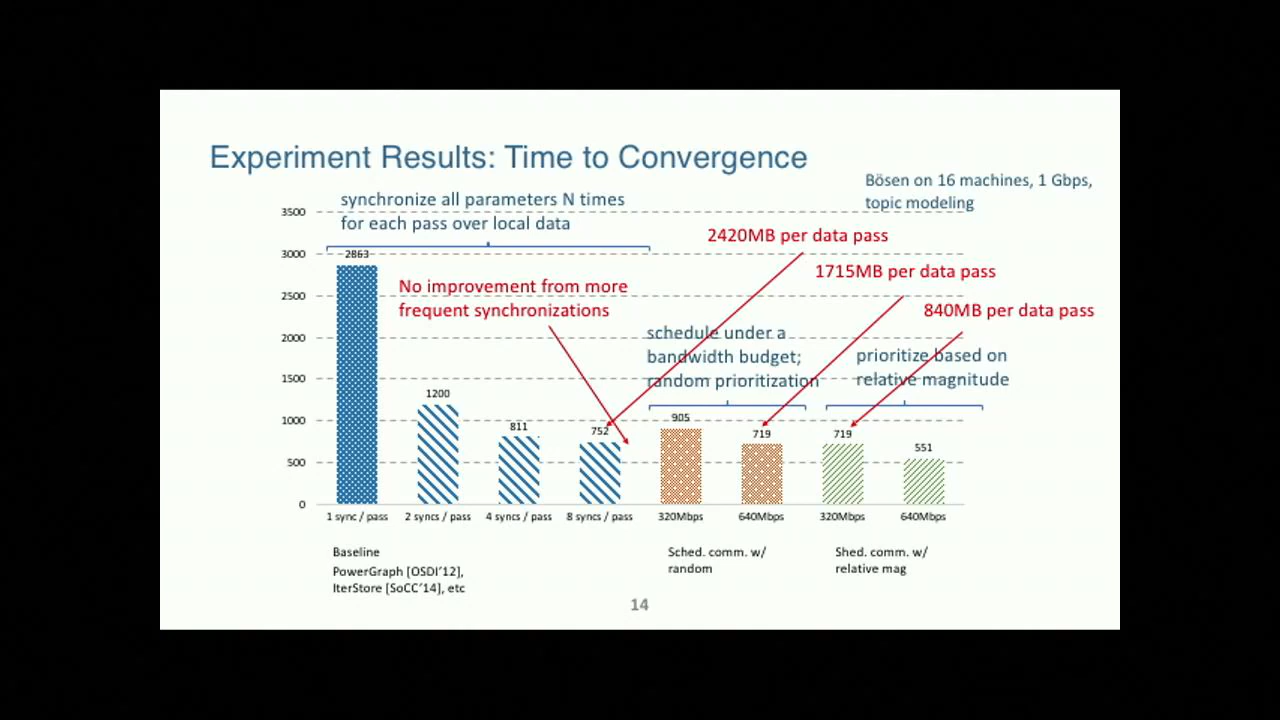 Experiment Results: Time to Convergence
Bösen on 16 machines, 1 Gbps,
topic modeling
synchronize all parameters N times
for each pass over local data
2420MB per data pass
1715MB per data pass
840MB per data pass
No improvement from more
frequent synchronizations
schedule under a
bandwidth budget;
random prioritization
prioritize based on
relative magnitude
3500
3000
2500
2000
1500
1000
500
0
2863
1200
811
752
905
719
719
551
1 sync / pass
2 syncs / pass
4 syncs / pass
8 syncs / pass
320Mbps
640Mbps
320Mbps
640Mbps
Baseline
PowerGraph [OSDI'12],
IterStore [SoCC'14], etc
Sched. comm. w/
random
Shed. comm. w/
relative mag
14